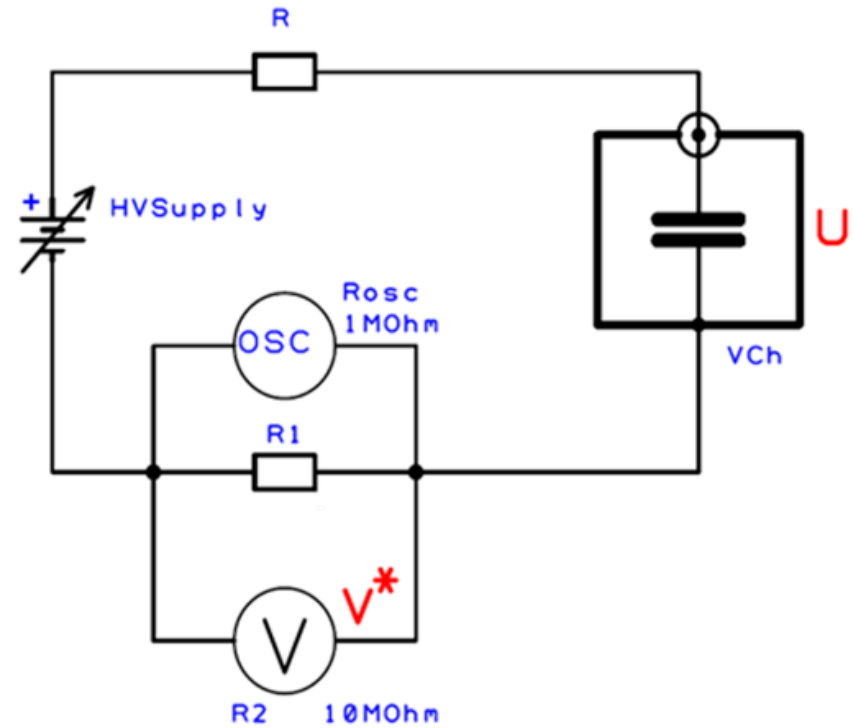 R
+ HVSupply
U
Rosc
1MOhm
OSC
VCh
R1
V*
V
R2 10MOhm